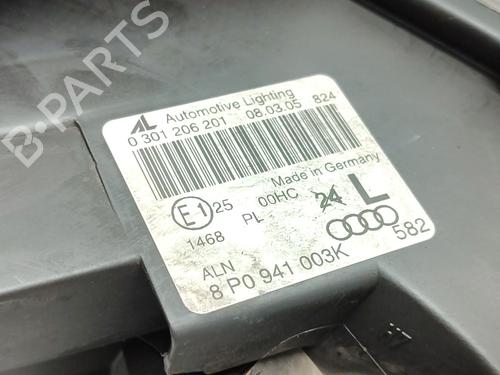 B-PARTS
AL Automotive Lighting
0 301 206 201 08.03.05 824
Made in Germany
E1 25 00HC 24 L
1468 PL
582
ALN
8 P0 941 003K